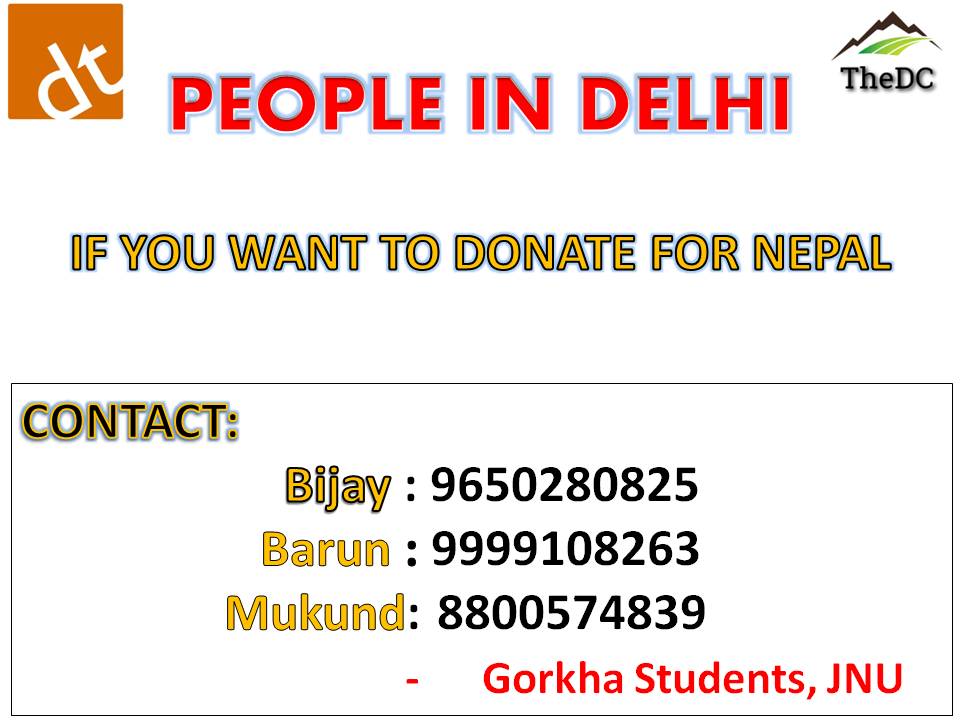 dt
TheDC
PEOPLE IN DELHI
IF YOU WANT TO DONATE FOR NEPAL
CONTACT:
Bijay : 9650280825
Barun : 9999108263
Mukund: 8800574839
- Gorkha Students, JNU